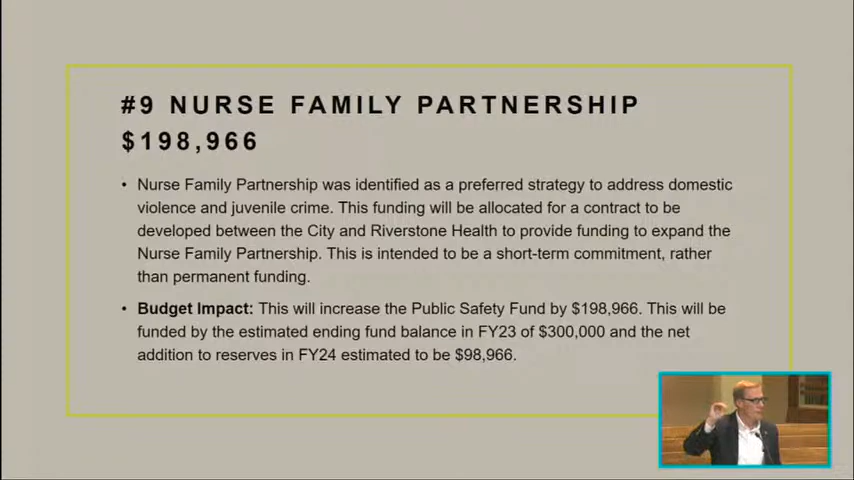 #9 NURSE FAMILY PARTNERSHIP
$198,966
• Nurse Family Partnership was identified as a preferred strategy to address domestic
violence and juvenile crime. This funding will be allocated for a contract to be
developed between the City and Riverstone Health to provide funding to expand the
Nurse Family Partnership. This is intended to be a short-term commitment, rather
than permanent funding.
• Budget Impact: This will increase the Public Safety Fund by $198,966. This will be
funded by the estimated ending fund balance in FY23 of $300,000 and the net
addition to reserves in FY24 estimated to be $98,966.